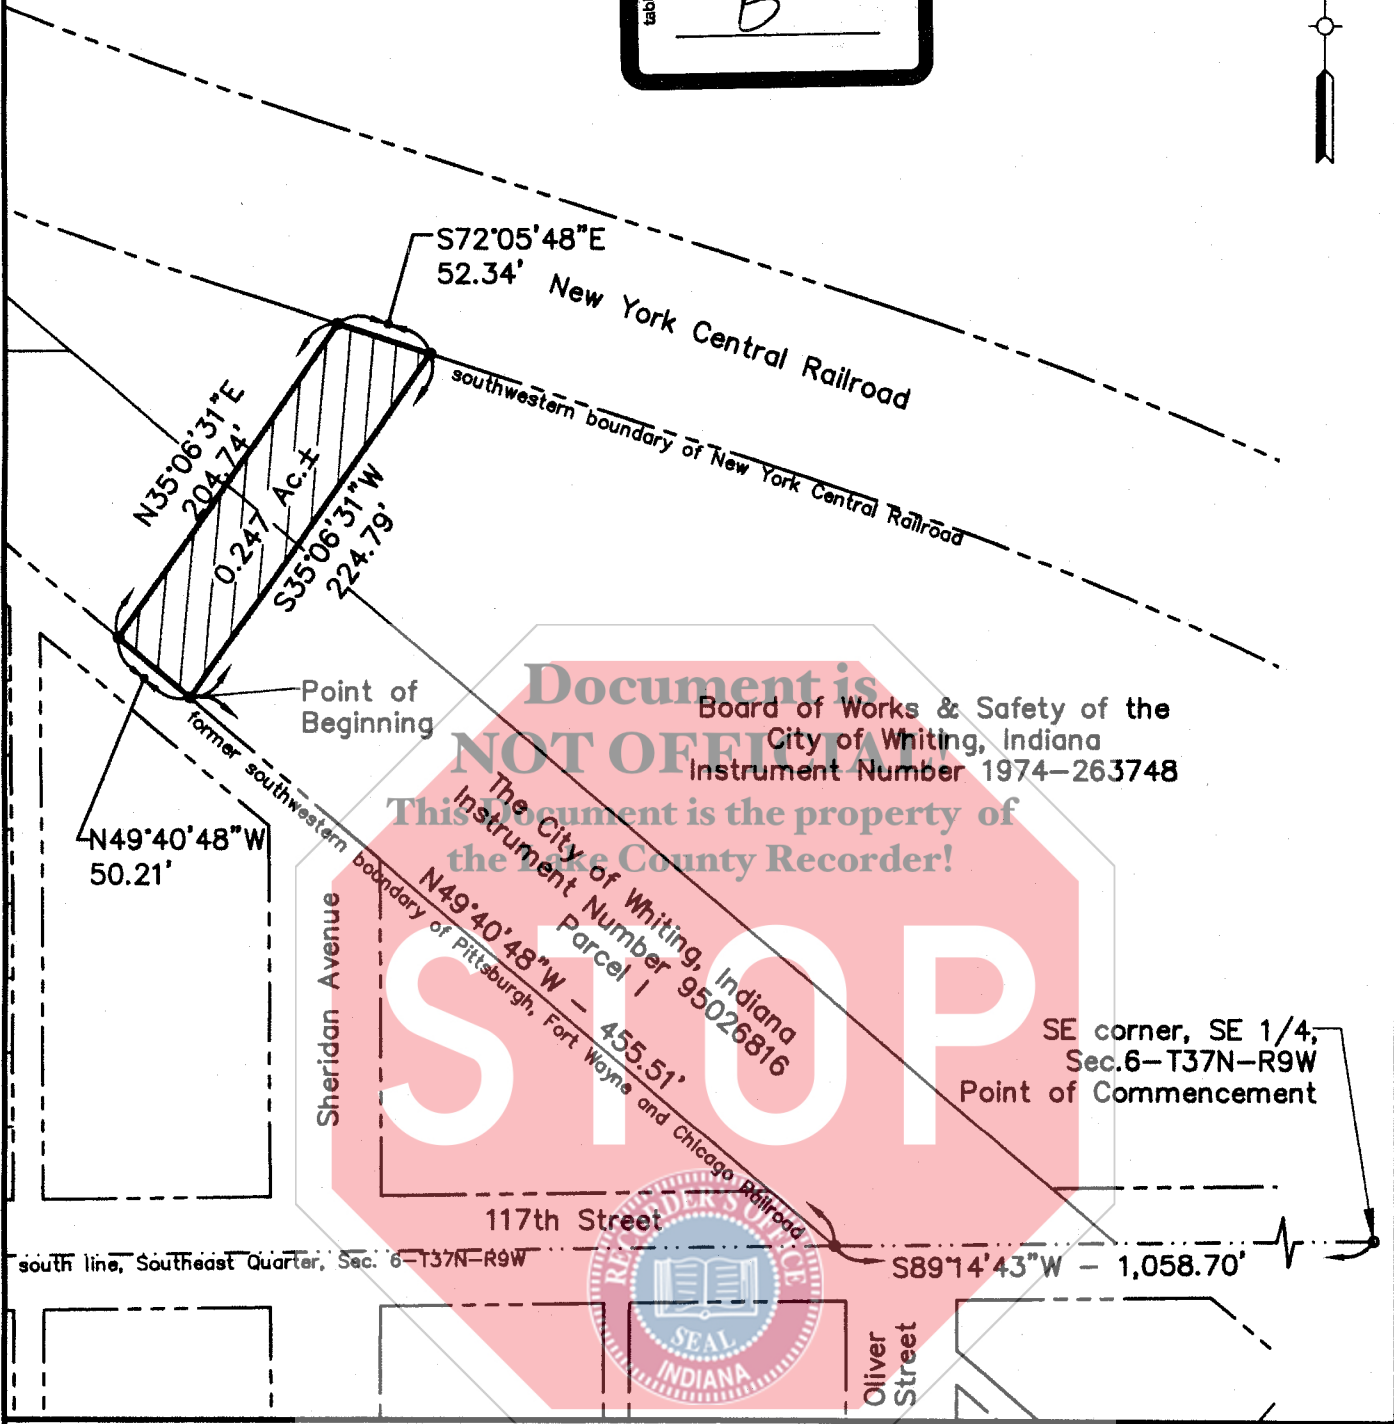 tabl
B
S72°05'48"E
52.34'
New York Central Railroad
southwestern boundary of New York Central Railroad
N35°06'31"E
204.74'
0.247 Ac.±
S35°06'31"W
224.79'
Point of
Beginning
N49°40'48"W
50.21'
former southwestern boundary of Pittsburgh, Fort Wayne and Chicago Railroad
Document is
NOT OFFICIAL!
This Document is the property of
the Lake County Recorder!
Board of Works & Safety of the
City of Whiting, Indiana
Instrument Number 1974-263748
The City of Whiting, Indiana
Instrument Number 95026816
Parcel I
N49°40'48"W - 455.51'
STOP
Sheridan Avenue
SE corner, SE 1/4,
Sec.6-T37N-R9W
Point of Commencement
117th Street
south line, Southeast Quarter, Sec. 6-T37N-R9W
S89°14'43"W - 1,058.70'
RECORDER'S OFFICE
SEAL
INDIANA
Oliver
Street